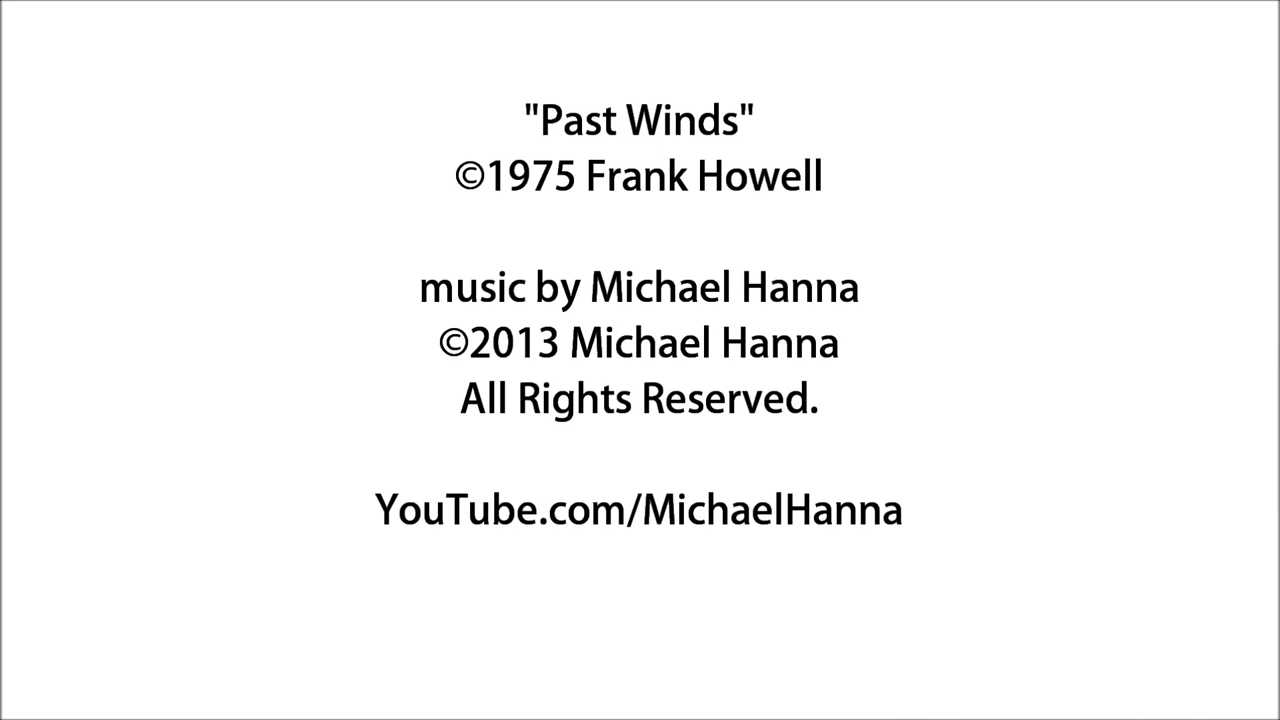 "Past Winds"
©1975 Frank Howell
music by Michael Hanna
©2013 Michael Hanna
All Rights Reserved.
YouTube.com/MichaelHanna